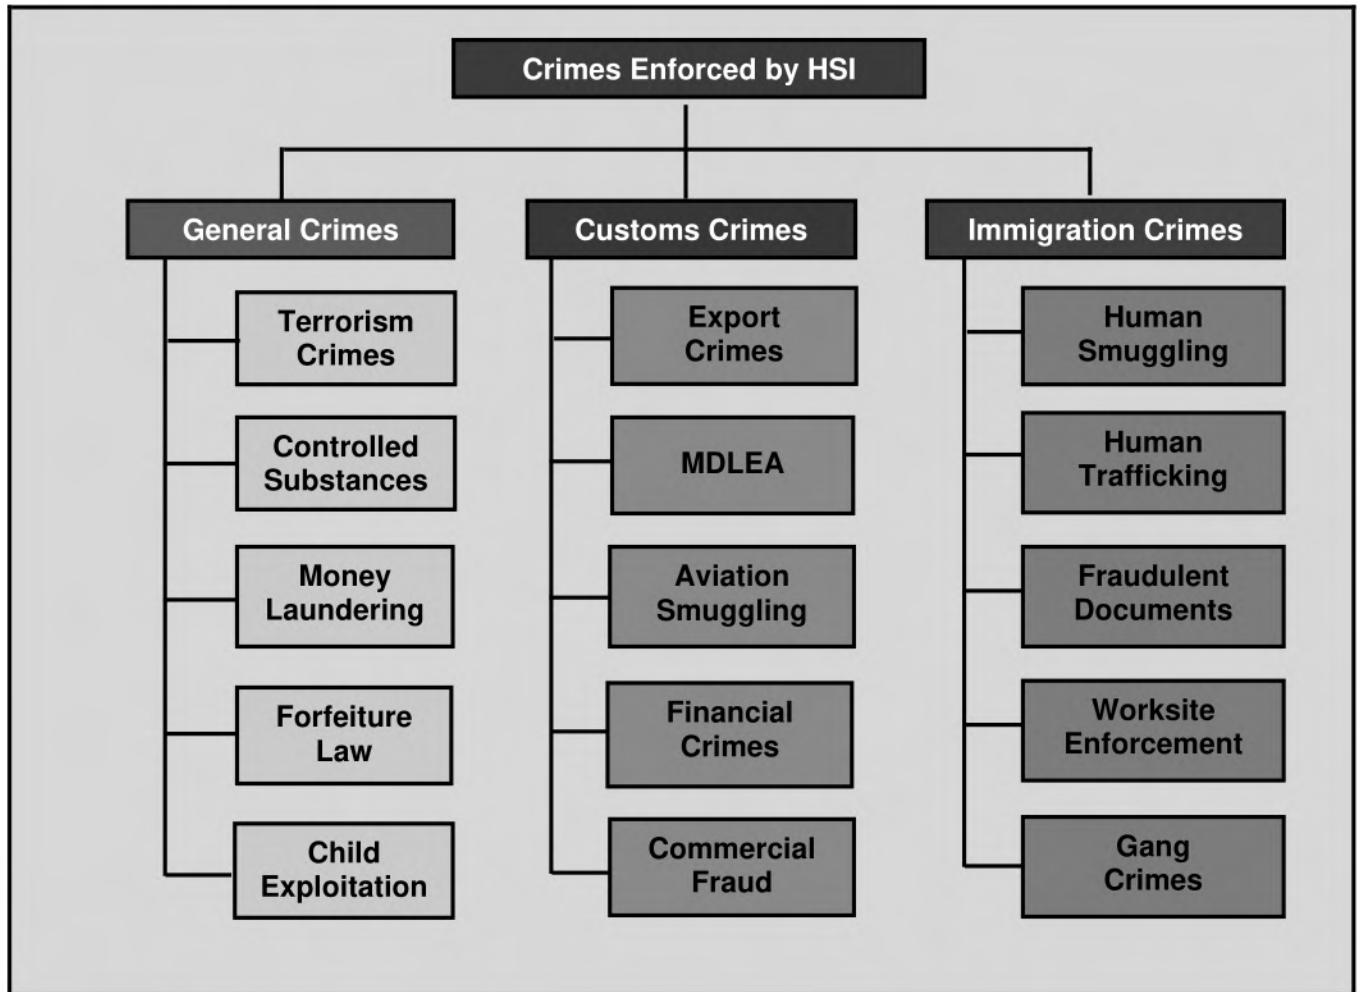 Crimes Enforced by HSI
General Crimes
Terrorism
Crimes
Controlled
Substances
Money
Laundering
Forfeiture
Law
Child
Exploitation
Customs Crimes
Export
Crimes
MDLEA
Aviation
Smuggling
Financial
Crimes
Commercial
Fraud
Immigration Crimes
Human
Smuggling
Human
Trafficking
Fraudulent
Documents
Worksite
Enforcement
Gang
Crimes